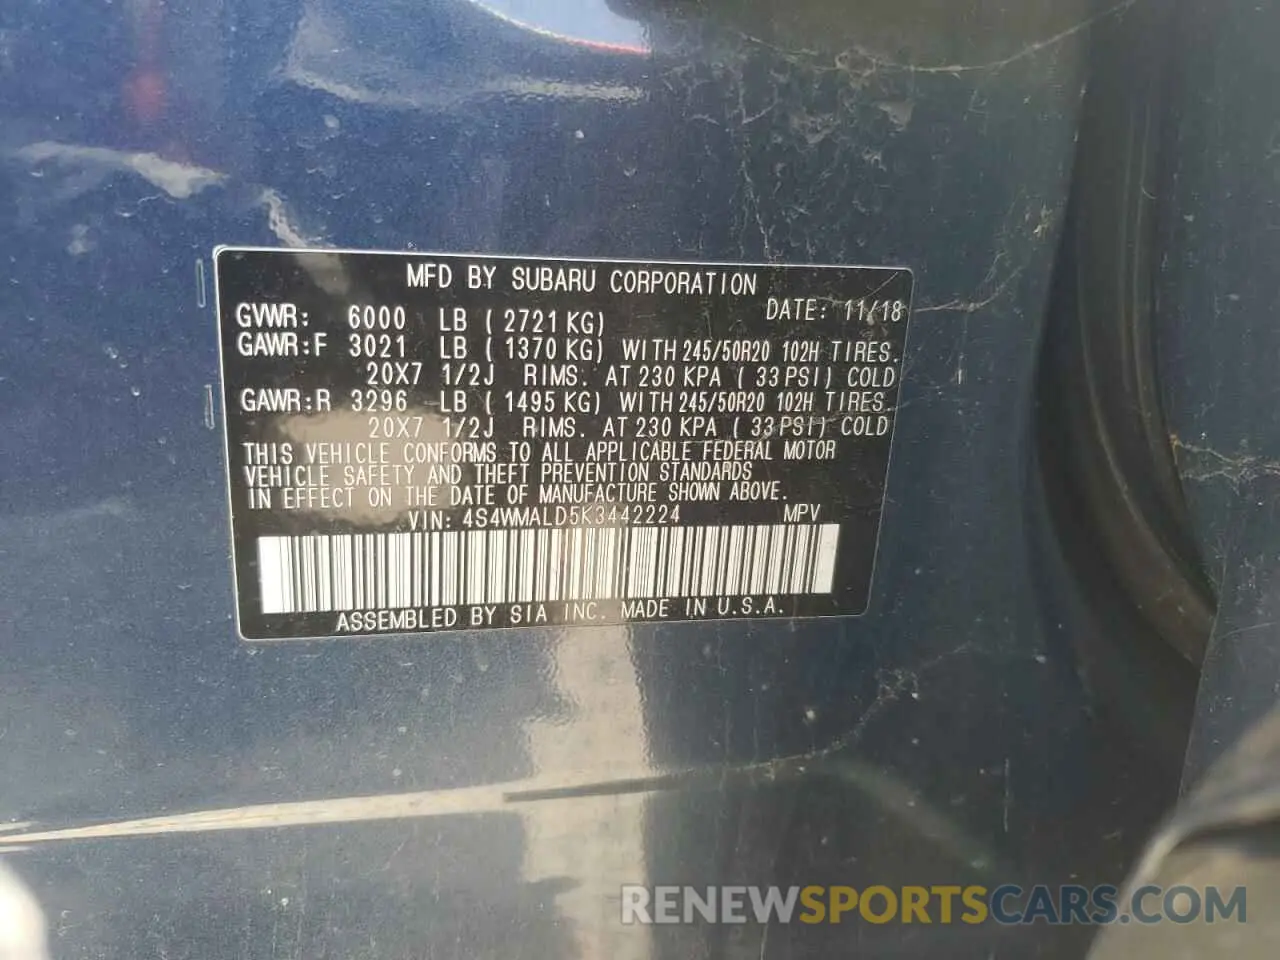 MFD BY SUBARU CORPORATION
DATE: 11/18
GVWR: 6000 LB ( 2721 KG)
GAWR:F 3021 LB ( 1370 KG) WITH 245/50R20 102H TIRES.
20X7 1/2J RIMS. AT 230 KPA ( 33 PSI) COLD
GAWR:R 3296 LB ( 1495 KG) WITH 245/50R20 102H TIRES.
20X7 1/2J RIMS. AT 230 KPA ( 33 PSI) COLD
THIS VEHICLE CONFORMS TO ALL APPLICABLE FEDERAL MOTOR
VEHICLE SAFETY AND THEFT PREVENTION STANDARDS
IN EFFECT ON THE DATE OF MANUFACTURE SHOWN ABOVE.
VIN: 4S4WMALD5K3442224 MPV
ASSEMBLED BY SIA INC. MADE IN U.S.A.
RENEWSPORTSCARS.COM